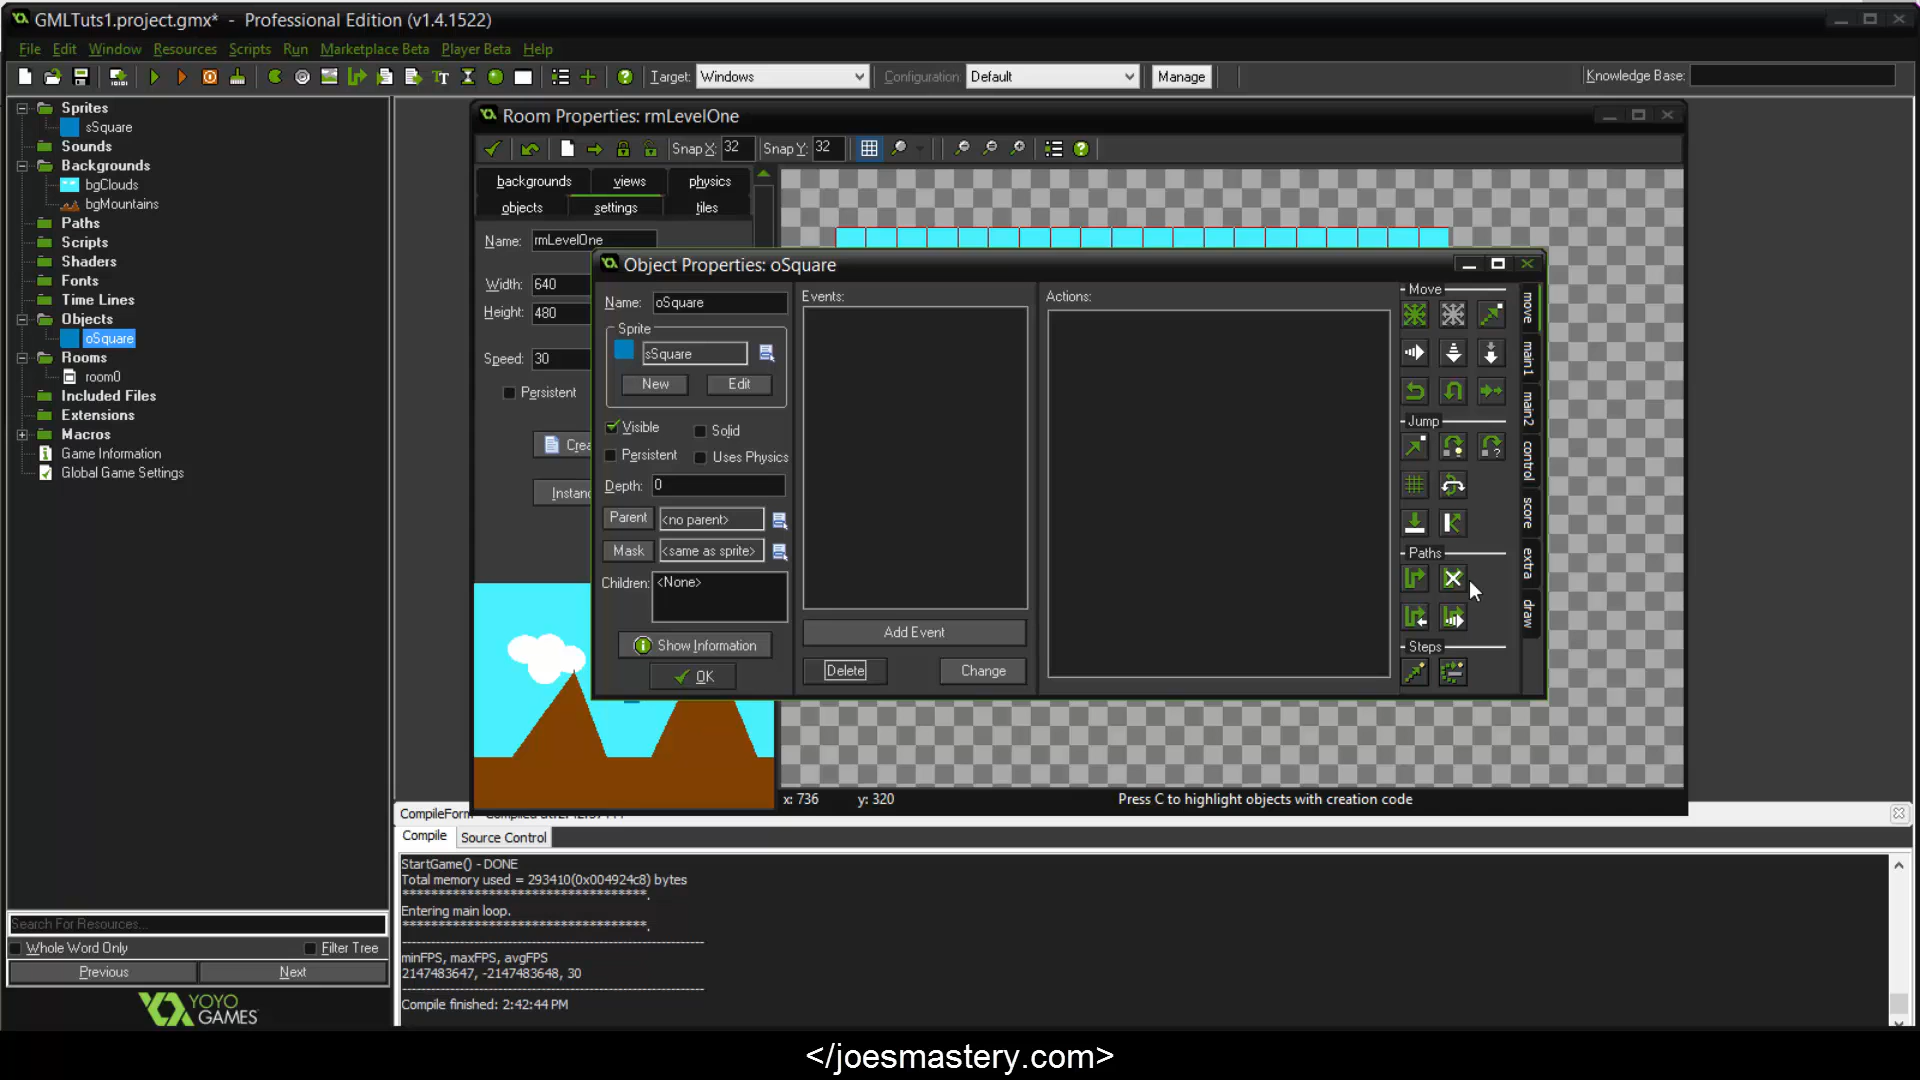 GMLTuts1.project.gmx* - Professional Edition (v1.4.1522)
File Edit Window Resources Scripts Run Marketplace Beta Player Beta Help
Target: Windows Configuration: Default Manage Knowledge Base:
Sprites
sSquare
Sounds
Backgrounds
bgClouds
bgMountains
Paths
Scripts
Shaders
Fonts
Time Lines
Objects
oSquare
Rooms
room0
Included Files
Extensions
Macros
Game Information
Global Game Settings
Search For Resources...
Whole Word Only Filter Tree
Previous Next
YOYO
GAMES
Room Properties: rmLevelOne
Snap X: 32 Snap Y: 32
backgrounds views physics
objects settings tiles
Name: rmLevelOne
Width: 640
Height: 480
Speed: 30
Persistent
Crea
Instanc
Object Properties: oSquare
Name: oSquare
Sprite
sSquare
New Edit
Visible Solid
Persistent Uses Physics
Depth: 0
Parent <no parent>
Mask <same as sprite>
Children: <None>
Show Information
OK
Events:
Add Event
Delete Change
Actions:
Move
Jump
Paths
Steps
move
main1
main2
control
score
extra
draw
x: 736 y: 320 Press C to highlight objects with creation code
Compile Source Control
StartGame() - DONE
Total memory used = 293410(0x004924c8) bytes
***********************************.
Entering main loop.
***********************************.
minFPS, maxFPS, avgFPS
2147483647, -2147483648, 30
Compile finished: 2:42:44 PM
</joesmastery.com>